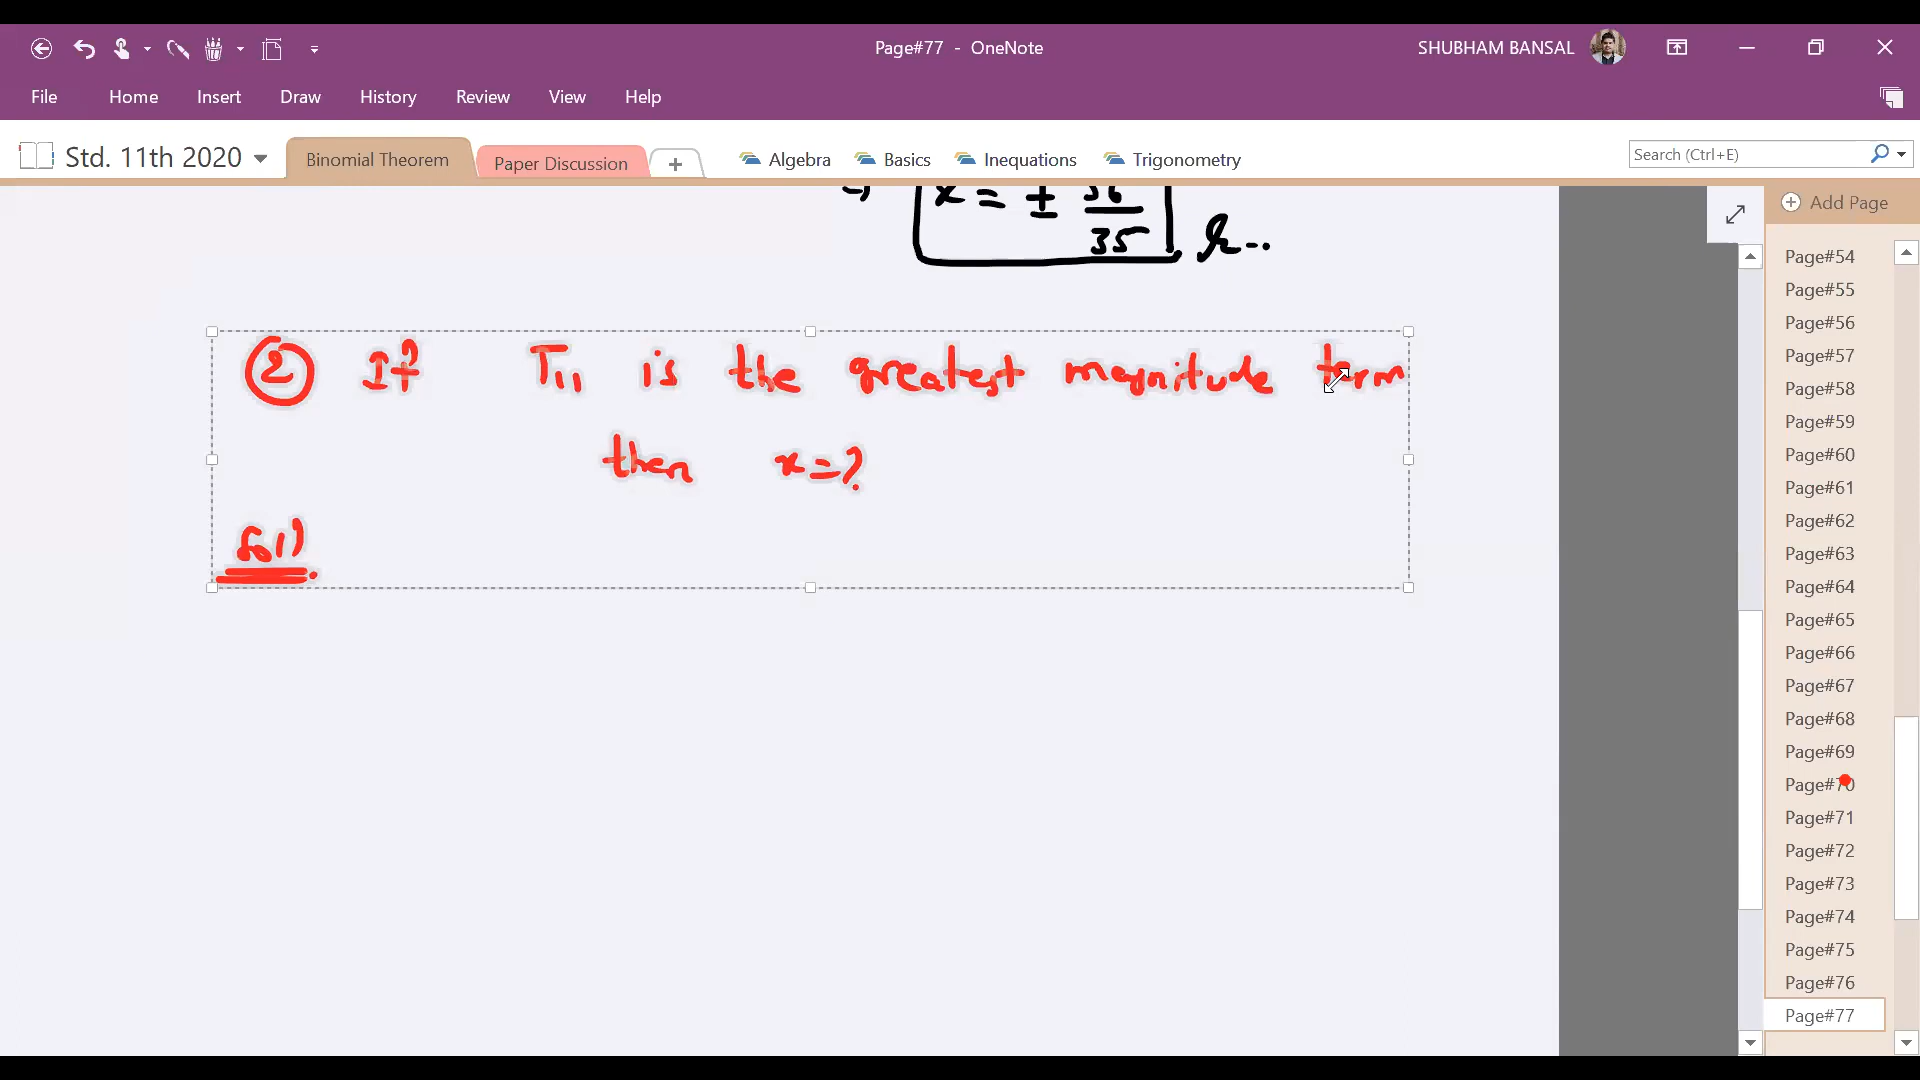 Page#77 - OneNote
SHUBHAM BANSAL
File Home Insert Draw History Review View Help
Std. 11th 2020
Binomial Theorem
Paper Discussion
+
Algebra
Basics
Inequations
Trigonometry
Search (Ctrl+E)
x = ± 36/35
Add Page
② If T₁₁ is the greatest magnitude term
then x=?
Sol)
Page#54
Page#55
Page#56
Page#57
Page#58
Page#59
Page#60
Page#61
Page#62
Page#63
Page#64
Page#65
Page#66
Page#67
Page#68
Page#69
Page#70
Page#71
Page#72
Page#73
Page#74
Page#75
Page#76
Page#77